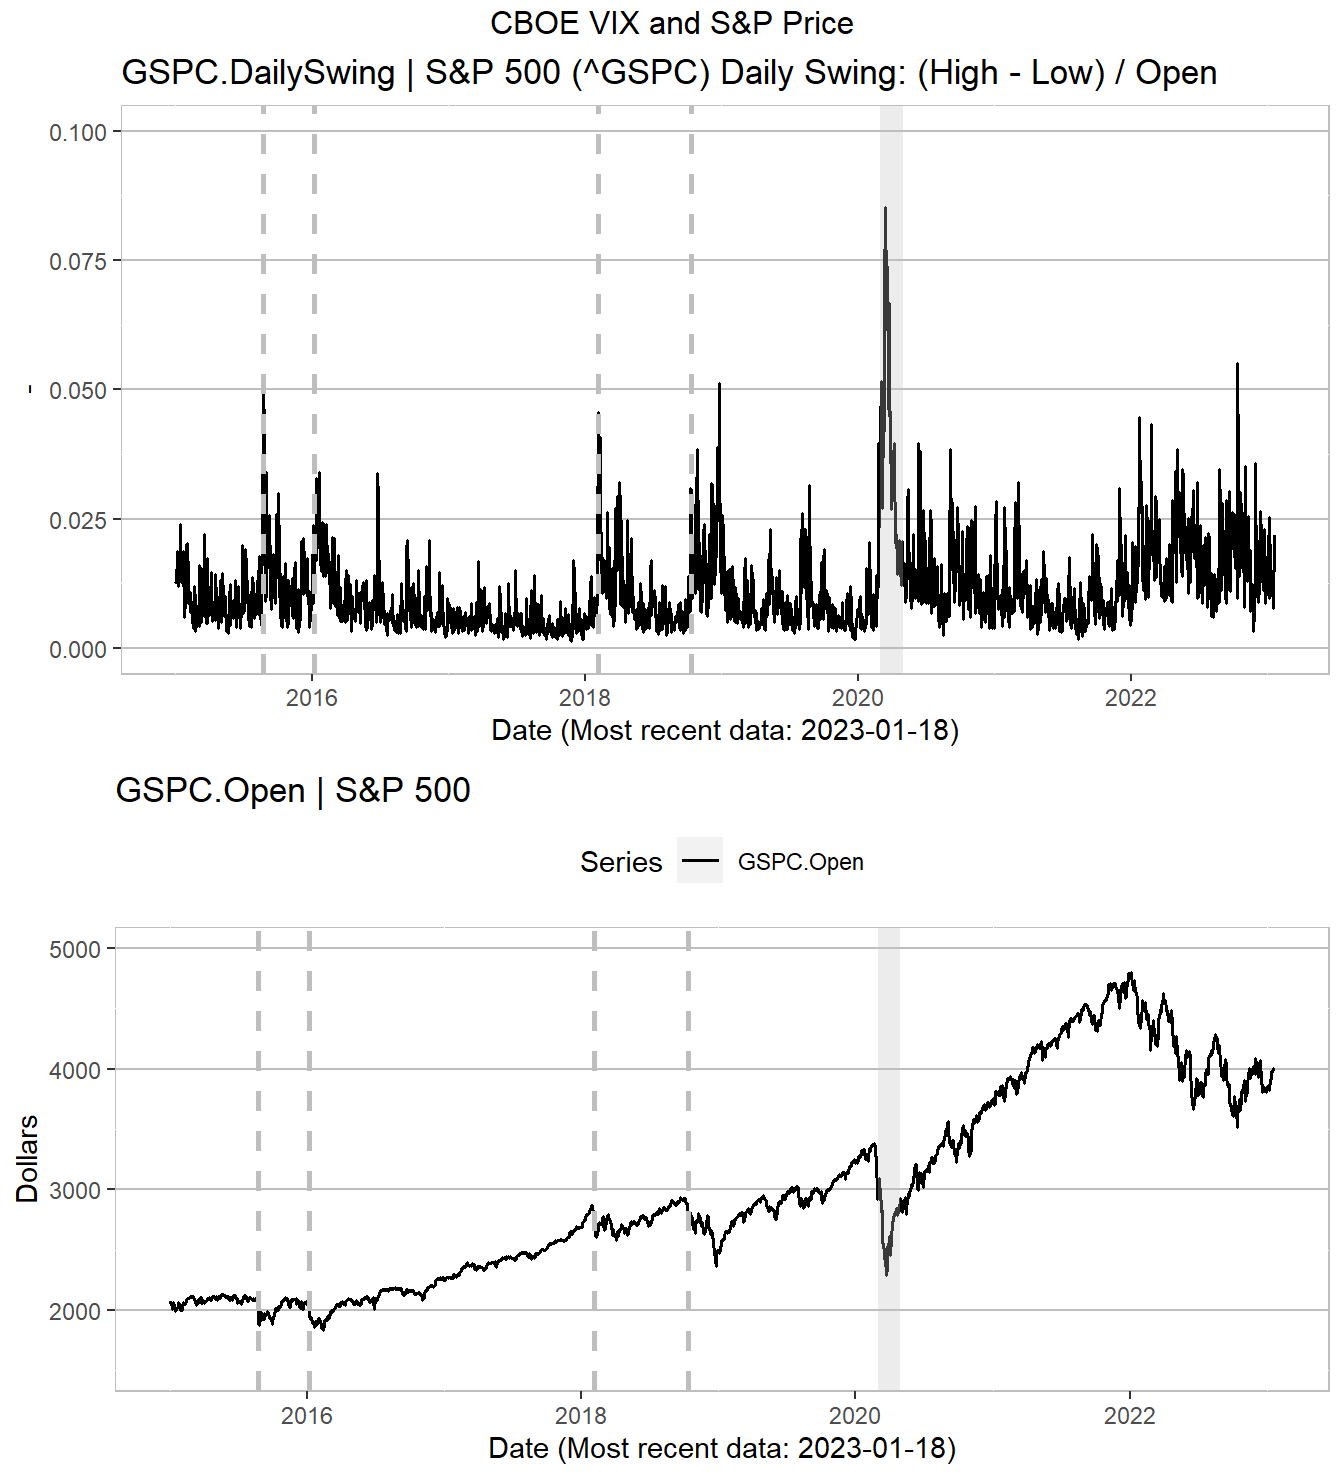 CBOE VIX and S&P Price
GSPC.DailySwing | S&P 500 (^GSPC) Daily Swing: (High - Low) / Open
0.100
0.075
0.050
0.025
0.000
-
2016 2018 2020 2022
Date (Most recent data: 2023-01-18)
GSPC.Open | S&P 500
Series GSPC.Open
5000
4000
3000
2000
Dollars
2016 2018 2020 2022
Date (Most recent data: 2023-01-18)